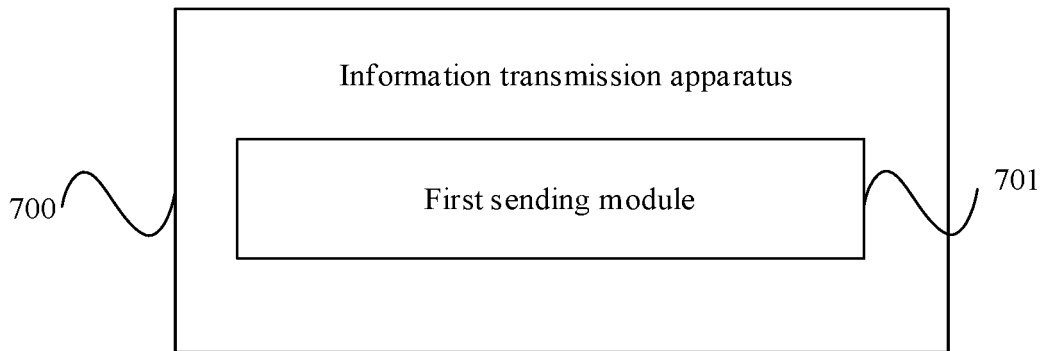 Information transmission apparatus
First sending module
700
701